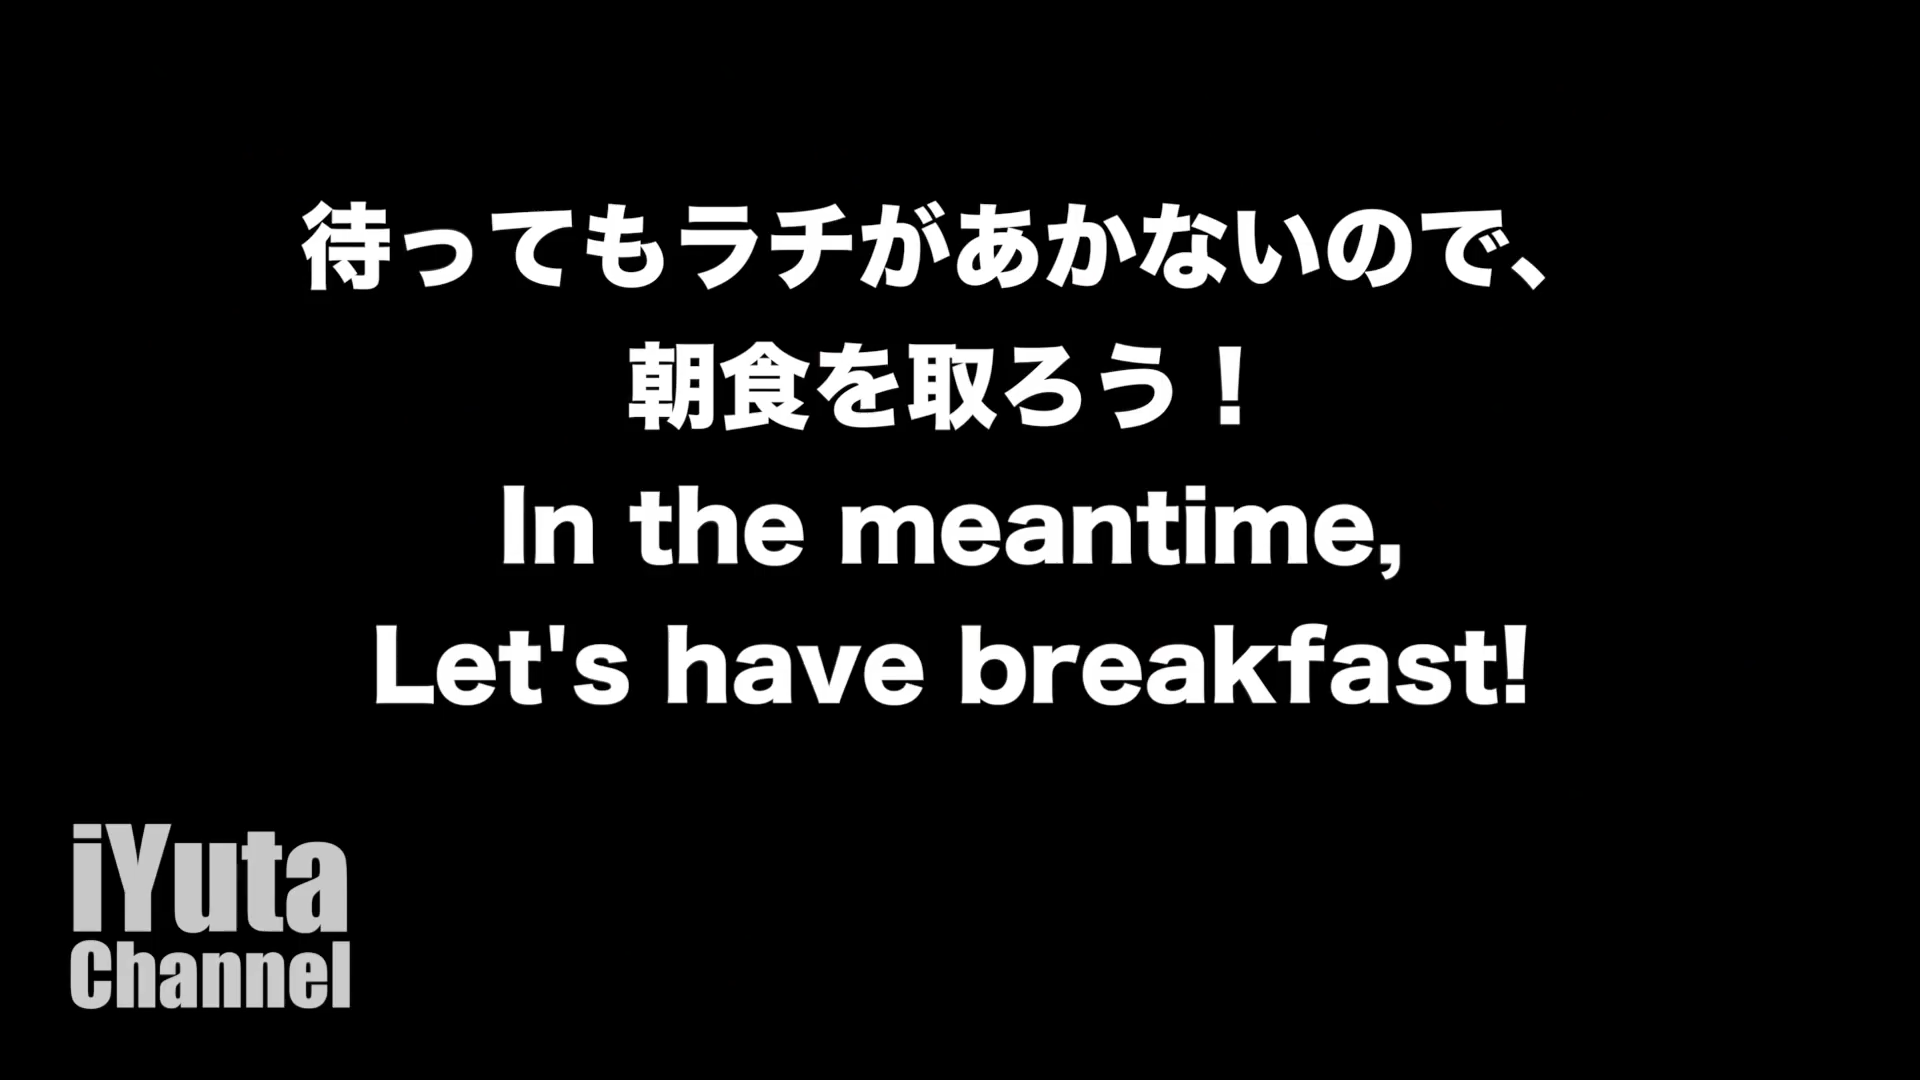 待ってもラチがあかないので、
朝食を取ろう！
In the meantime,
Let's have breakfast!
iYuta
Channel